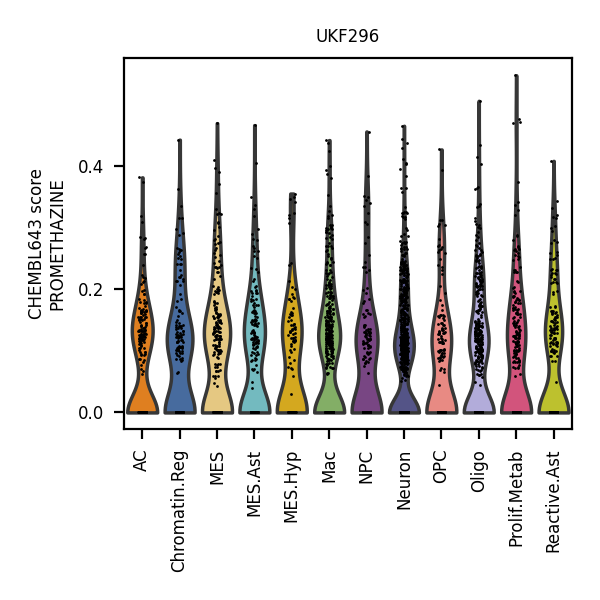 UKF296
CHEMBL643 score
PROMETHAZINE
0.4
0.2
0.0
AC
Chromatin.Reg
MES
MES.Ast
MES.Hyp
Mac
NPC
Neuron
OPC
Oligo
Prolif.Metab
Reactive.Ast